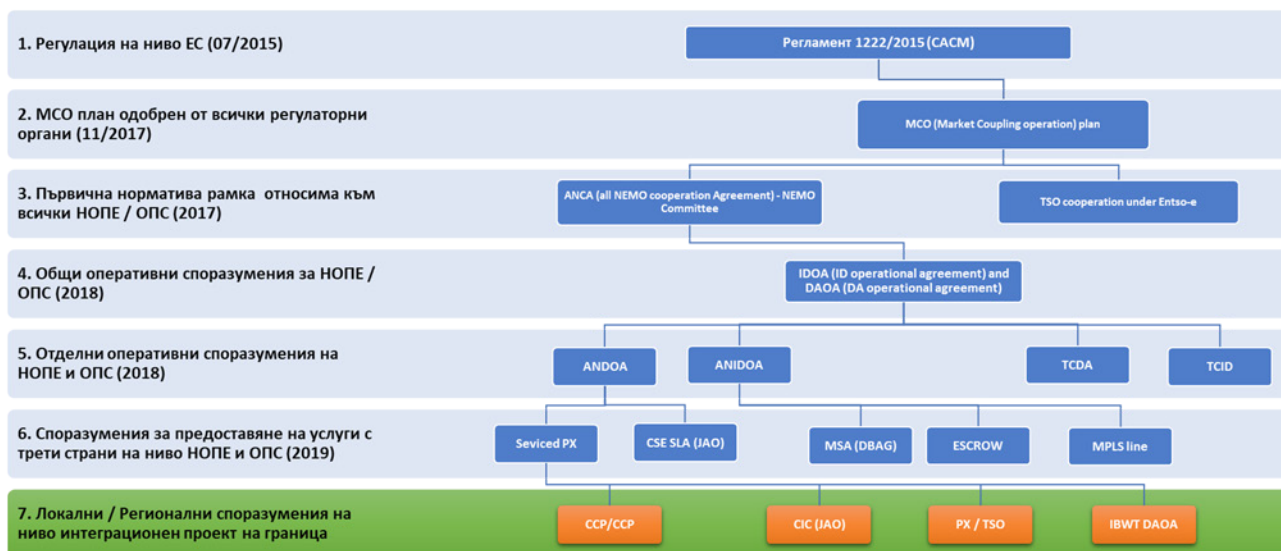 1. Регулация на ниво ЕС (07/2015)
Регламент 1222/2015 (CACM)
2. МСО план одобрен от всички регулаторни
органи (11/2017)
MCO (Market Coupling operation) plan
3. Първична норматива рамка относима към
всички НОПЕ / ОПС (2017)
ANCA (all NEMO cooperation Agreement) - NEMO
Committee
TSO cooperation under Entso-e
4. Общи оперативни споразумения за НОПЕ /
ОПС (2018)
IDOA (ID operational agreement) and
DAOA (DA operational agreement)
5. Отделни оперативни споразумения на
НОПЕ и ОПС (2018)
ANDOA
ANIDOA
TCDA
TCID
6. Споразумения за предоставяне на услуги с
трети страни на ниво НОПЕ и ОПС (2019)
Seviced PX
CSE SLA (JAO)
MSA (DBAG)
ESCROW
MPLS line
7. Локални / Регионални споразумения на
ниво интеграционен проект на граница
CCP/CCP
CIC (JAO)
PX / TSO
IBWT DAOA